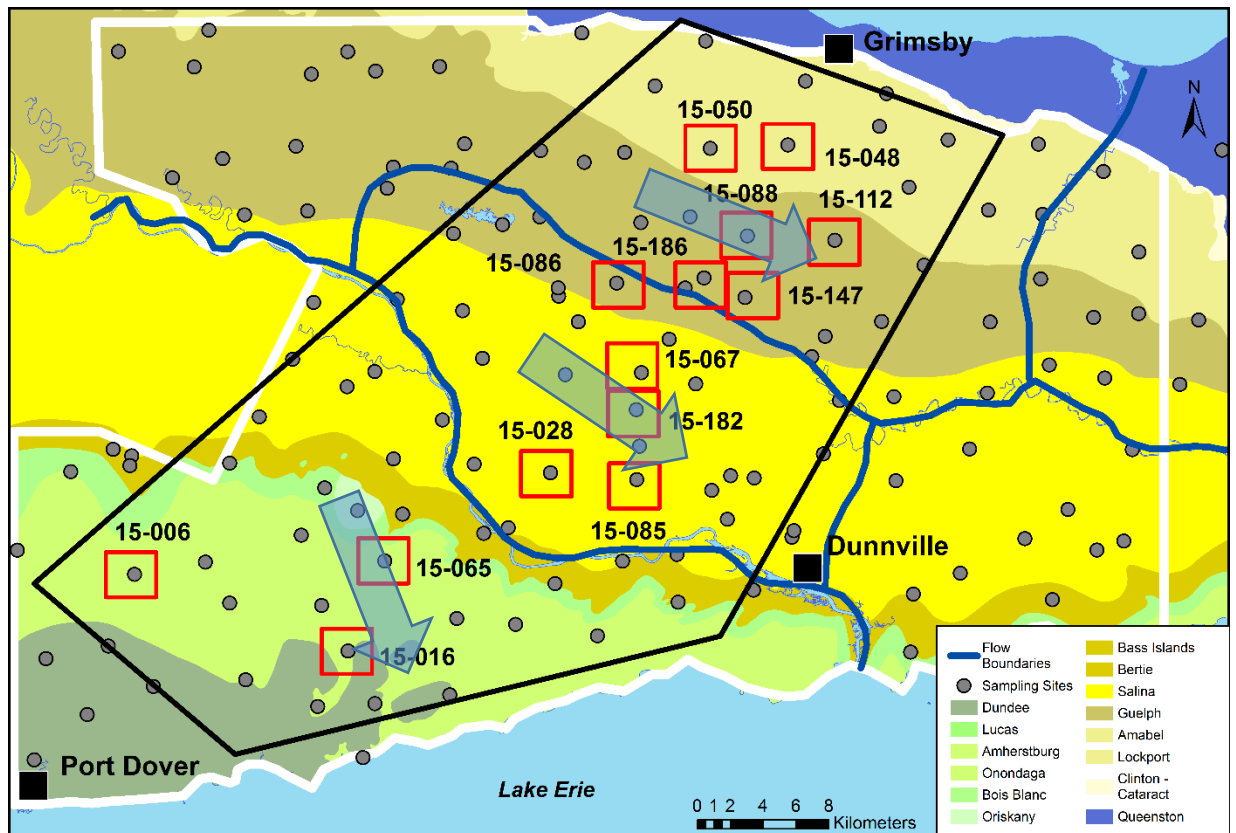 Grimsby
N
15-050
15-048
15-088
15-112
15-186
15-086
15-147
15-067
15-182
15-028
15-085
15-006
15-065
Dunnville
15-016
Port Dover
Lake Erie
0 1 2 4 6 8
Kilometers
Flow
Boundaries
Sampling Sites
Dundee
Lucas
Amherstburg
Onondaga
Bois Blanc
Oriskany
Bass Islands
Bertie
Salina
Guelph
Amabel
Lockport
Clinton -
Cataract
Queenston